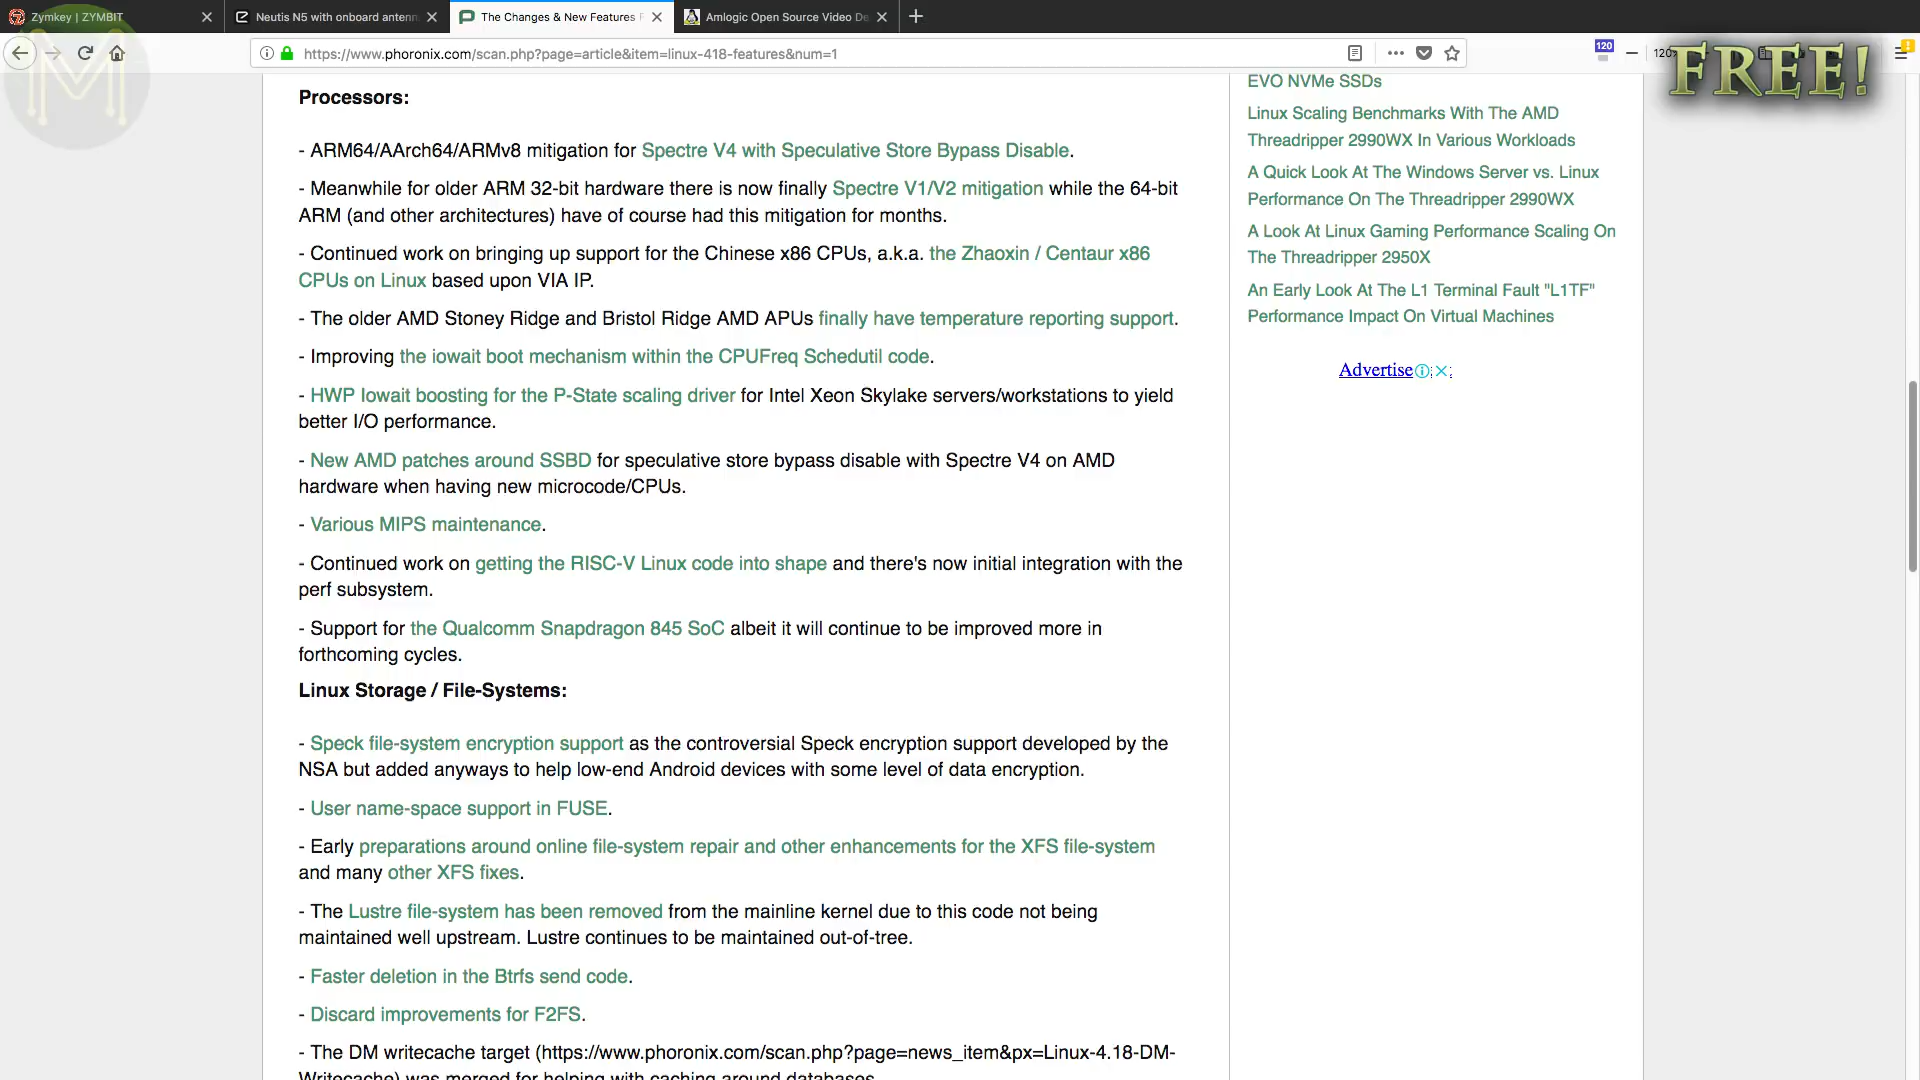 Zymkey | ZYMBIT
Neutis N5 with onboard antenn
The Changes & New Features F
Amlogic Open Source Video De
https://www.phoronix.com/scan.php?page=article&item=linux-418-features&num=1
120
120%
FREE!
M
Processors:
- ARM64/AArch64/ARMv8 mitigation for Spectre V4 with Speculative Store Bypass Disable.
- Meanwhile for older ARM 32-bit hardware there is now finally Spectre V1/V2 mitigation while the 64-bit
ARM (and other architectures) have of course had this mitigation for months.
- Continued work on bringing up support for the Chinese x86 CPUs, a.k.a. the Zhaoxin / Centaur x86
CPUs on Linux based upon VIA IP.
- The older AMD Stoney Ridge and Bristol Ridge AMD APUs finally have temperature reporting support.
- Improving the iowait boot mechanism within the CPUFreq Schedutil code.
- HWP Iowait boosting for the P-State scaling driver for Intel Xeon Skylake servers/workstations to yield
better I/O performance.
- New AMD patches around SSBD for speculative store bypass disable with Spectre V4 on AMD
hardware when having new microcode/CPUs.
- Various MIPS maintenance.
- Continued work on getting the RISC-V Linux code into shape and there's now initial integration with the
perf subsystem.
- Support for the Qualcomm Snapdragon 845 SoC albeit it will continue to be improved more in
forthcoming cycles.
Linux Storage / File-Systems:
- Speck file-system encryption support as the controversial Speck encryption support developed by the
NSA but added anyways to help low-end Android devices with some level of data encryption.
- User name-space support in FUSE.
- Early preparations around online file-system repair and other enhancements for the XFS file-system
and many other XFS fixes.
- The Lustre file-system has been removed from the mainline kernel due to this code not being
maintained well upstream. Lustre continues to be maintained out-of-tree.
- Faster deletion in the Btrfs send code.
- Discard improvements for F2FS.
- The DM writecache target (https://www.phoronix.com/scan.php?page=news_item&px=Linux-4.18-DM-
Writecache) was merged for helping with caching around databases.
EVO NVMe SSDs
Linux Scaling Benchmarks With The AMD
Threadripper 2990WX In Various Workloads
A Quick Look At The Windows Server vs. Linux
Performance On The Threadripper 2990WX
A Look At Linux Gaming Performance Scaling On
The Threadripper 2950X
An Early Look At The L1 Terminal Fault "L1TF"
Performance Impact On Virtual Machines
Advertise